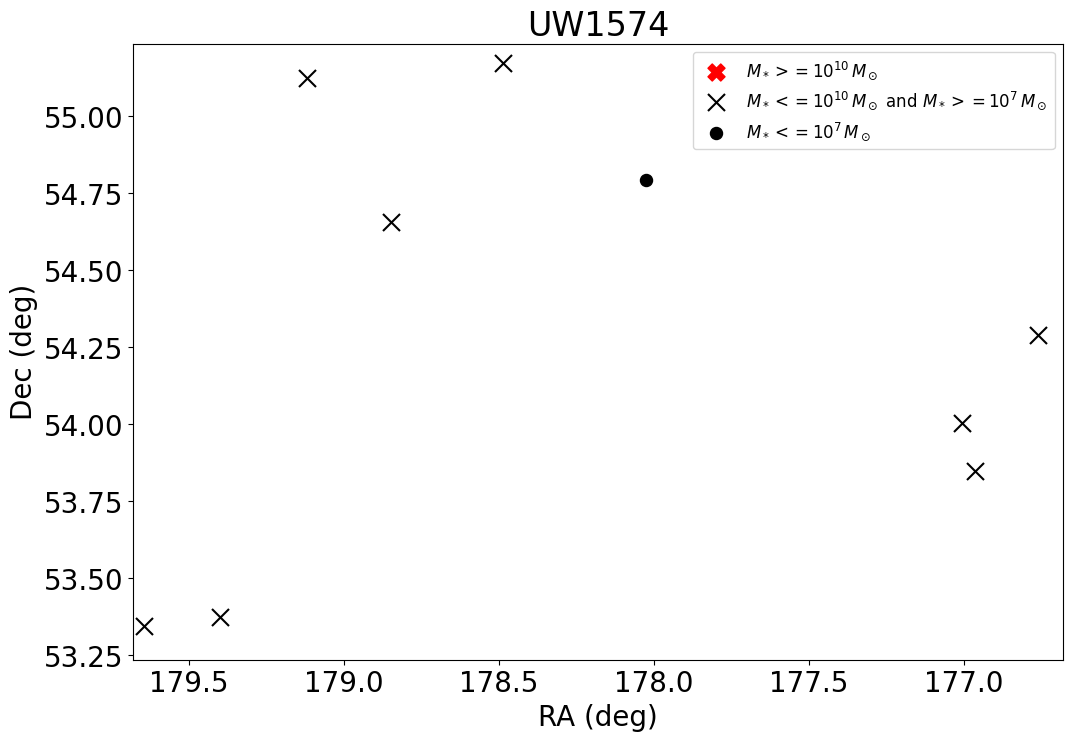 UW1574
M* >= 10^10 M⊙
M* <= 10^10 M⊙ and M* >= 10^7 M⊙
M* <= 10^7 M⊙
55.00
54.75
54.50
54.25
54.00
53.75
53.50
53.25
Dec (deg)
179.5 179.0 178.5 178.0 177.5 177.0
RA (deg)